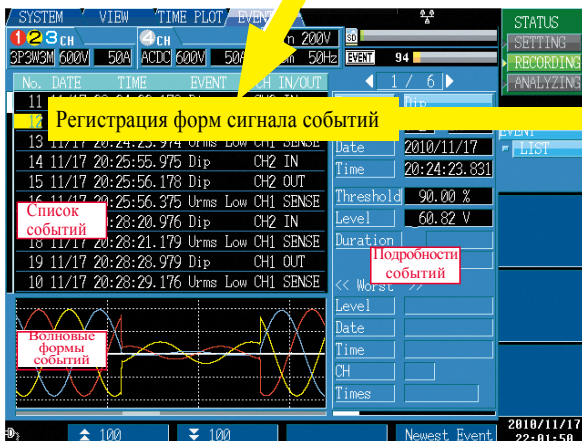 SYSTEM VIEW TIME PLOT EVENT
STATUS
1 2 3 CH 4 CH 200V SD
SETTING
3P3W3M 600V 50A ACDC 600V 50Hz EVENT 94
RECORDING
ANALYZING
No. DATE TIME EVENT CH IN/OUT
1 / 6
11
Dip
Регистрация форм сигнала событий
12
EVENT
LIST
13 11/17 20:24:23.974 Urms Low CH1 SENSE
Date 2010/11/17
14 11/17 20:25:55.975 Dip CH2 IN
Time 20:24:23.831
15 11/17 20:25:56.178 Dip CH2 OUT
20:25:56.375 Urms Low CH1 SENSE
Threshold 90.00 %
Список событий
20:28:20.976 Dip CH2 IN
Level 60.82 V
18 11/17 20:28:21.179 Urms Low CH1 SENSE
Duration
19 11/17 20:28:28.979 Dip CH1 OUT
Подробности событий
10 11/17 20:28:29.176 Urms Low CH1 SENSE
<< Worst >>
Level
Date
Волновые формы событий
Time
CH
Times
100 100 Newest Event
2010/11/17
22:01:50